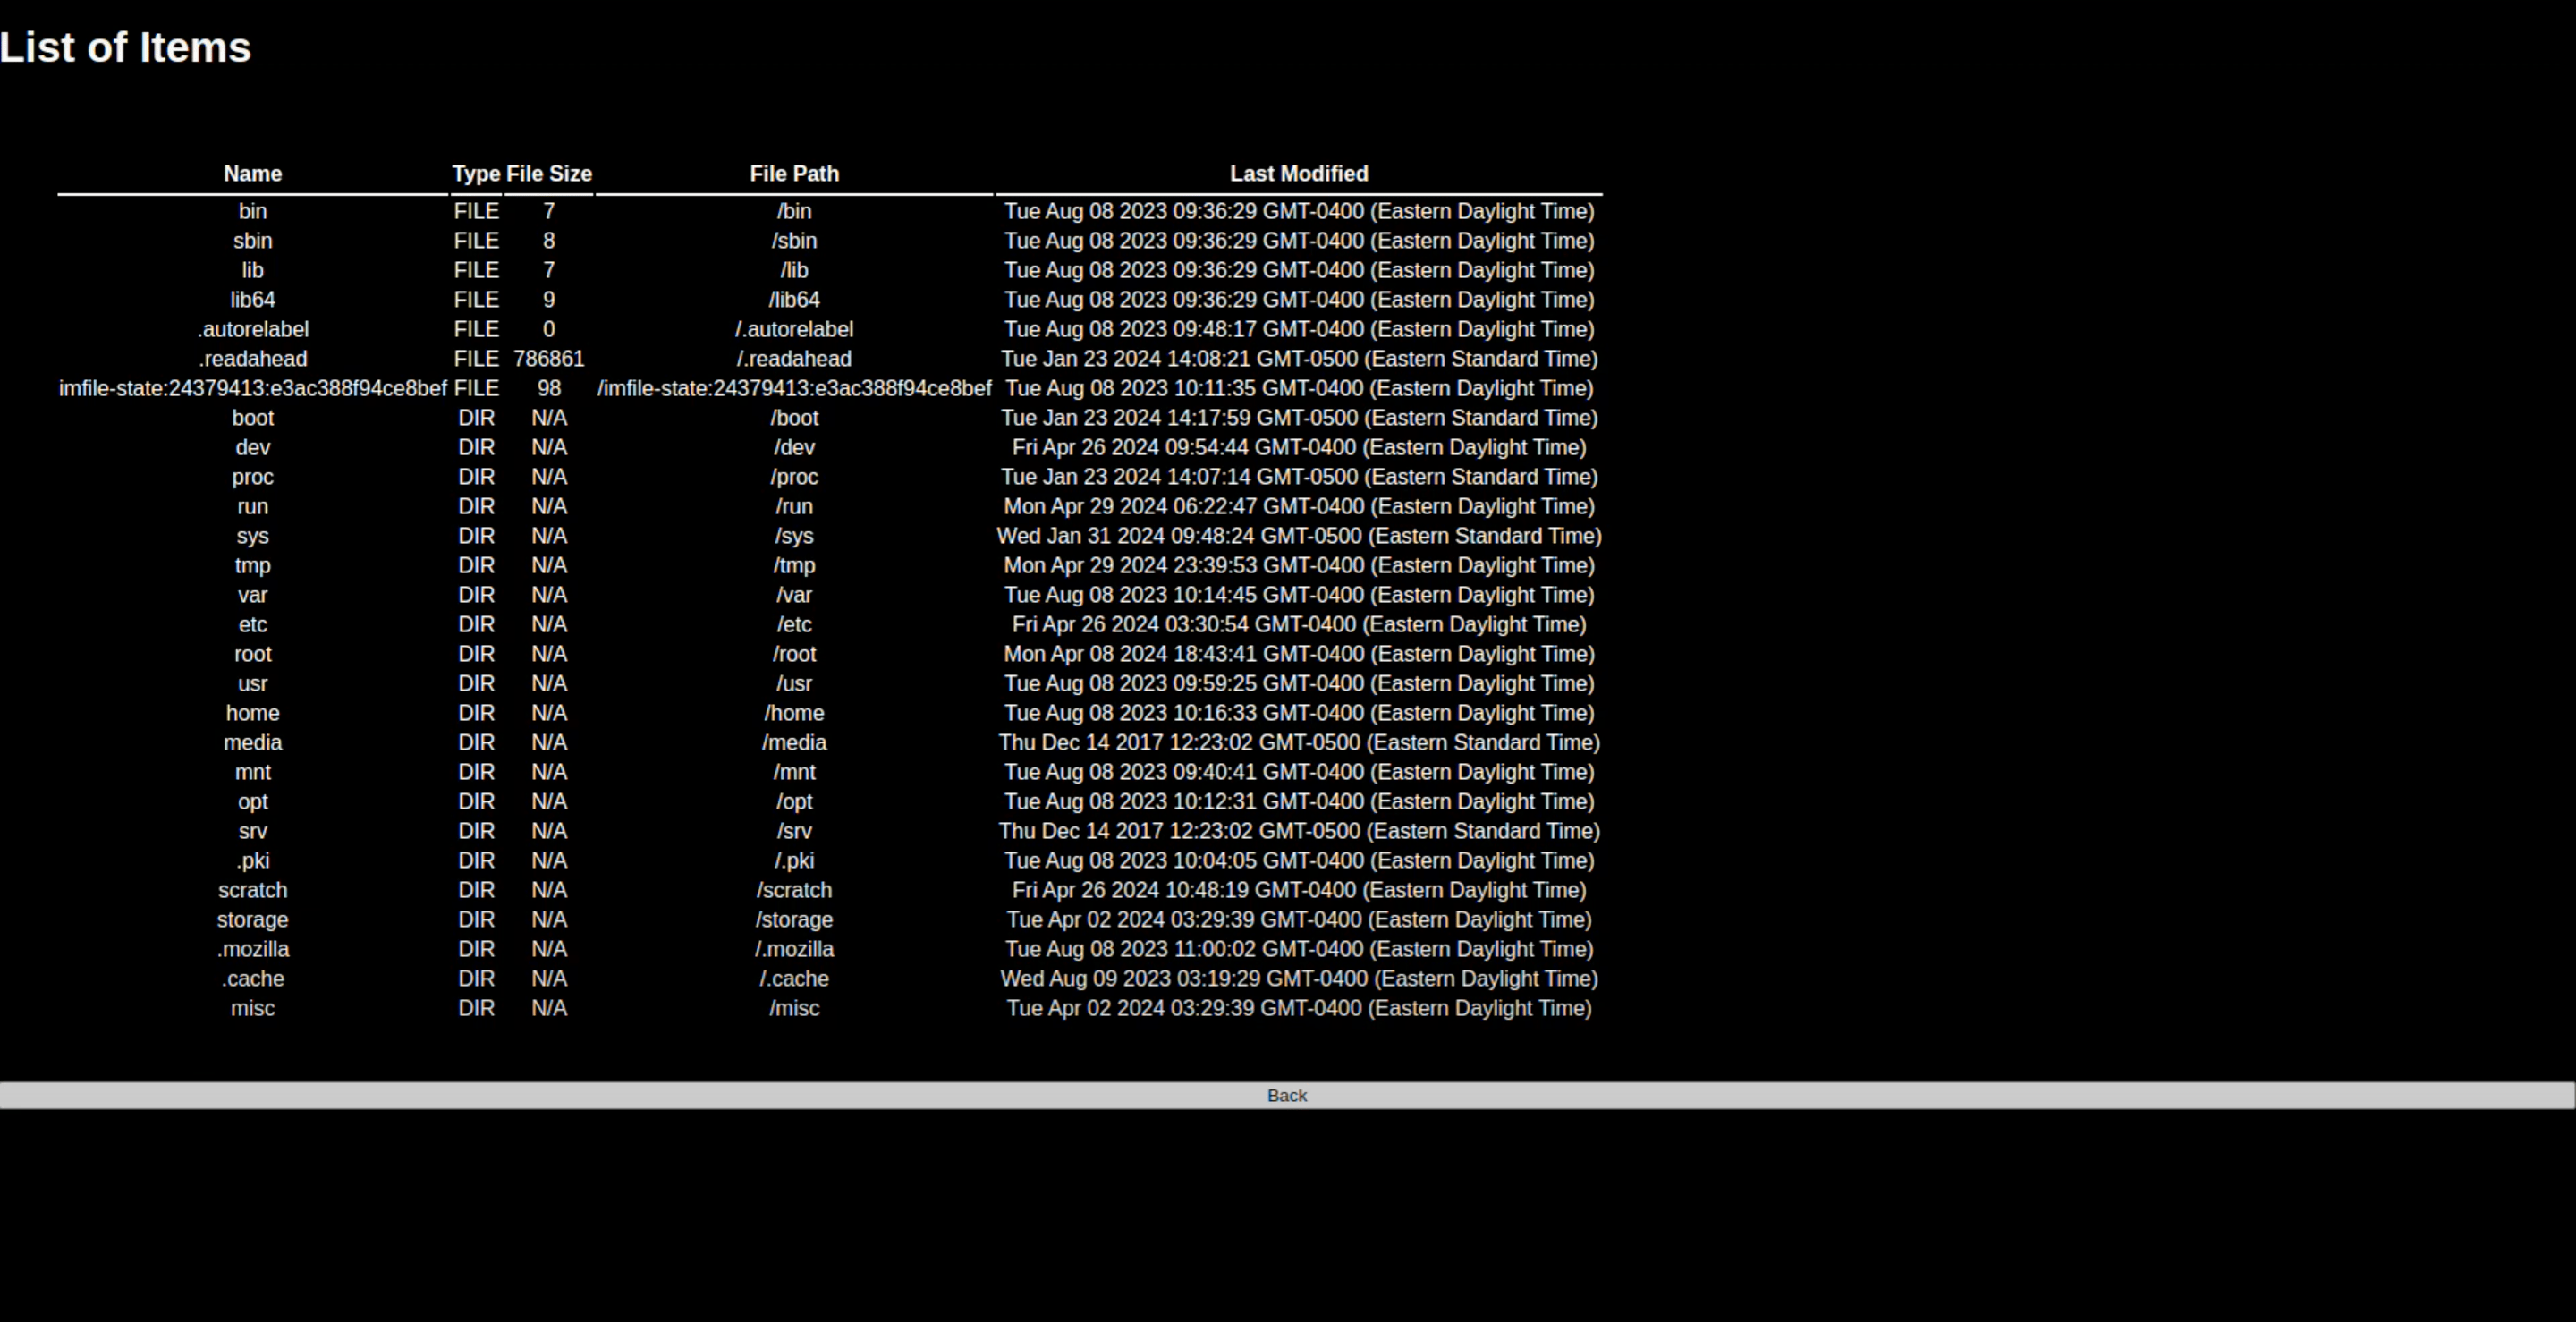 List of Items
Name Type File Size File Path Last Modified
bin FILE 7 /bin Tue Aug 08 2023 09:36:29 GMT-0400 (Eastern Daylight Time)
sbin FILE 8 /sbin Tue Aug 08 2023 09:36:29 GMT-0400 (Eastern Daylight Time)
lib FILE 7 /lib Tue Aug 08 2023 09:36:29 GMT-0400 (Eastern Daylight Time)
lib64 FILE 9 /lib64 Tue Aug 08 2023 09:36:29 GMT-0400 (Eastern Daylight Time)
.autorelabel FILE 0 /.autorelabel Tue Aug 08 2023 09:48:17 GMT-0400 (Eastern Daylight Time)
.readahead FILE 786861 /.readahead Tue Jan 23 2024 14:08:21 GMT-0500 (Eastern Standard Time)
imfile-state:24379413:e3ac388f94ce8bef FILE 98 /imfile-state:24379413:e3ac388f94ce8bef Tue Aug 08 2023 10:11:35 GMT-0400 (Eastern Daylight Time)
boot DIR N/A /boot Tue Jan 23 2024 14:17:59 GMT-0500 (Eastern Standard Time)
dev DIR N/A /dev Fri Apr 26 2024 09:54:44 GMT-0400 (Eastern Daylight Time)
proc DIR N/A /proc Tue Jan 23 2024 14:07:14 GMT-0500 (Eastern Standard Time)
run DIR N/A /run Mon Apr 29 2024 06:22:47 GMT-0400 (Eastern Daylight Time)
sys DIR N/A /sys Wed Jan 31 2024 09:48:24 GMT-0500 (Eastern Standard Time)
tmp DIR N/A /tmp Mon Apr 29 2024 23:39:53 GMT-0400 (Eastern Daylight Time)
var DIR N/A /var Tue Aug 08 2023 10:14:45 GMT-0400 (Eastern Daylight Time)
etc DIR N/A /etc Fri Apr 26 2024 03:30:54 GMT-0400 (Eastern Daylight Time)
root DIR N/A /root Mon Apr 08 2024 18:43:41 GMT-0400 (Eastern Daylight Time)
usr DIR N/A /usr Tue Aug 08 2023 09:59:25 GMT-0400 (Eastern Daylight Time)
home DIR N/A /home Tue Aug 08 2023 10:16:33 GMT-0400 (Eastern Daylight Time)
media DIR N/A /media Thu Dec 14 2017 12:23:02 GMT-0500 (Eastern Standard Time)
mnt DIR N/A /mnt Tue Aug 08 2023 09:40:41 GMT-0400 (Eastern Daylight Time)
opt DIR N/A /opt Tue Aug 08 2023 10:12:31 GMT-0400 (Eastern Daylight Time)
srv DIR N/A /srv Thu Dec 14 2017 12:23:02 GMT-0500 (Eastern Standard Time)
.pki DIR N/A /.pki Tue Aug 08 2023 10:04:05 GMT-0400 (Eastern Daylight Time)
scratch DIR N/A /scratch Fri Apr 26 2024 10:48:19 GMT-0400 (Eastern Daylight Time)
storage DIR N/A /storage Tue Apr 02 2024 03:29:39 GMT-0400 (Eastern Daylight Time)
.mozilla DIR N/A /.mozilla Tue Aug 08 2023 11:00:02 GMT-0400 (Eastern Daylight Time)
.cache DIR N/A /.cache Wed Aug 09 2023 03:19:29 GMT-0400 (Eastern Daylight Time)
misc DIR N/A /misc Tue Apr 02 2024 03:29:39 GMT-0400 (Eastern Daylight Time)
Back